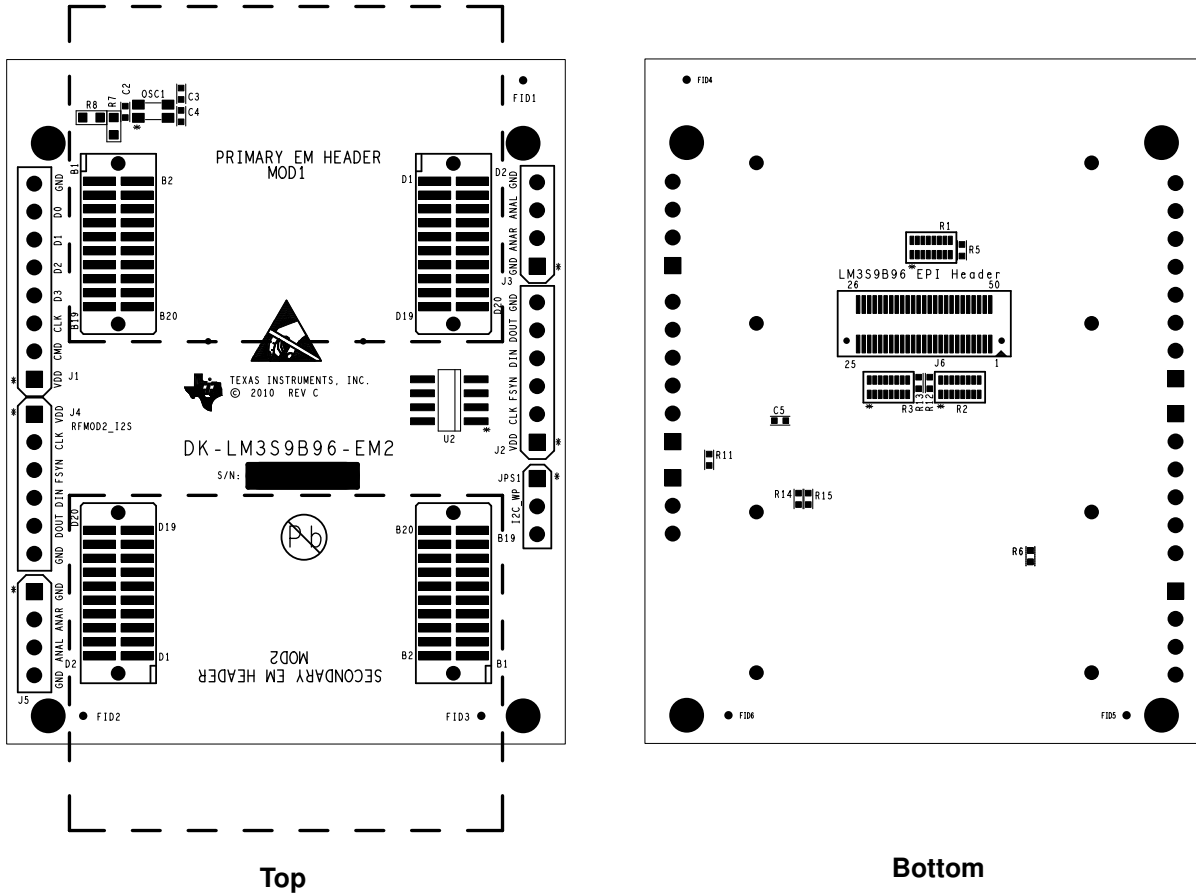 FID1
C2
OSC1
C3
C4
R7
R8
*
PRIMARY EM HEADER
MOD1
B1
B2
D1
D2
B19
B20
D19
D20
GND
D0
D1
D2
D3
CLK
CMD
VDD
*
J1
GND
ANAL
ANAR
GND
*
J3
GND
DOUT
DIN
FSYN
CLK
VDD
*
J2
TEXAS INSTRUMENTS, INC.
© 2010 REV C
*
U2
*
J4
RFMOD2_I2S
VDD
CLK
FSYN
DIN
DOUT
GND
DK-LM3S9B96-EM2
S/N:
JPS1
*
I2C_WP
D20
D19
B20
B19
Pb
D2
D1
B2
B1
*
GND
ANAR
ANAL
GND
J5
SECONDARY EM HEADER
MOD2
FID2
FID3
Top
FID4
R1
R5
*
LM3S9B96 EPI Header
26
50
25
J6
1
*
R3
R13
R12
*
R2
C5
R11
R14
R15
R6
FID6
FID5
Bottom